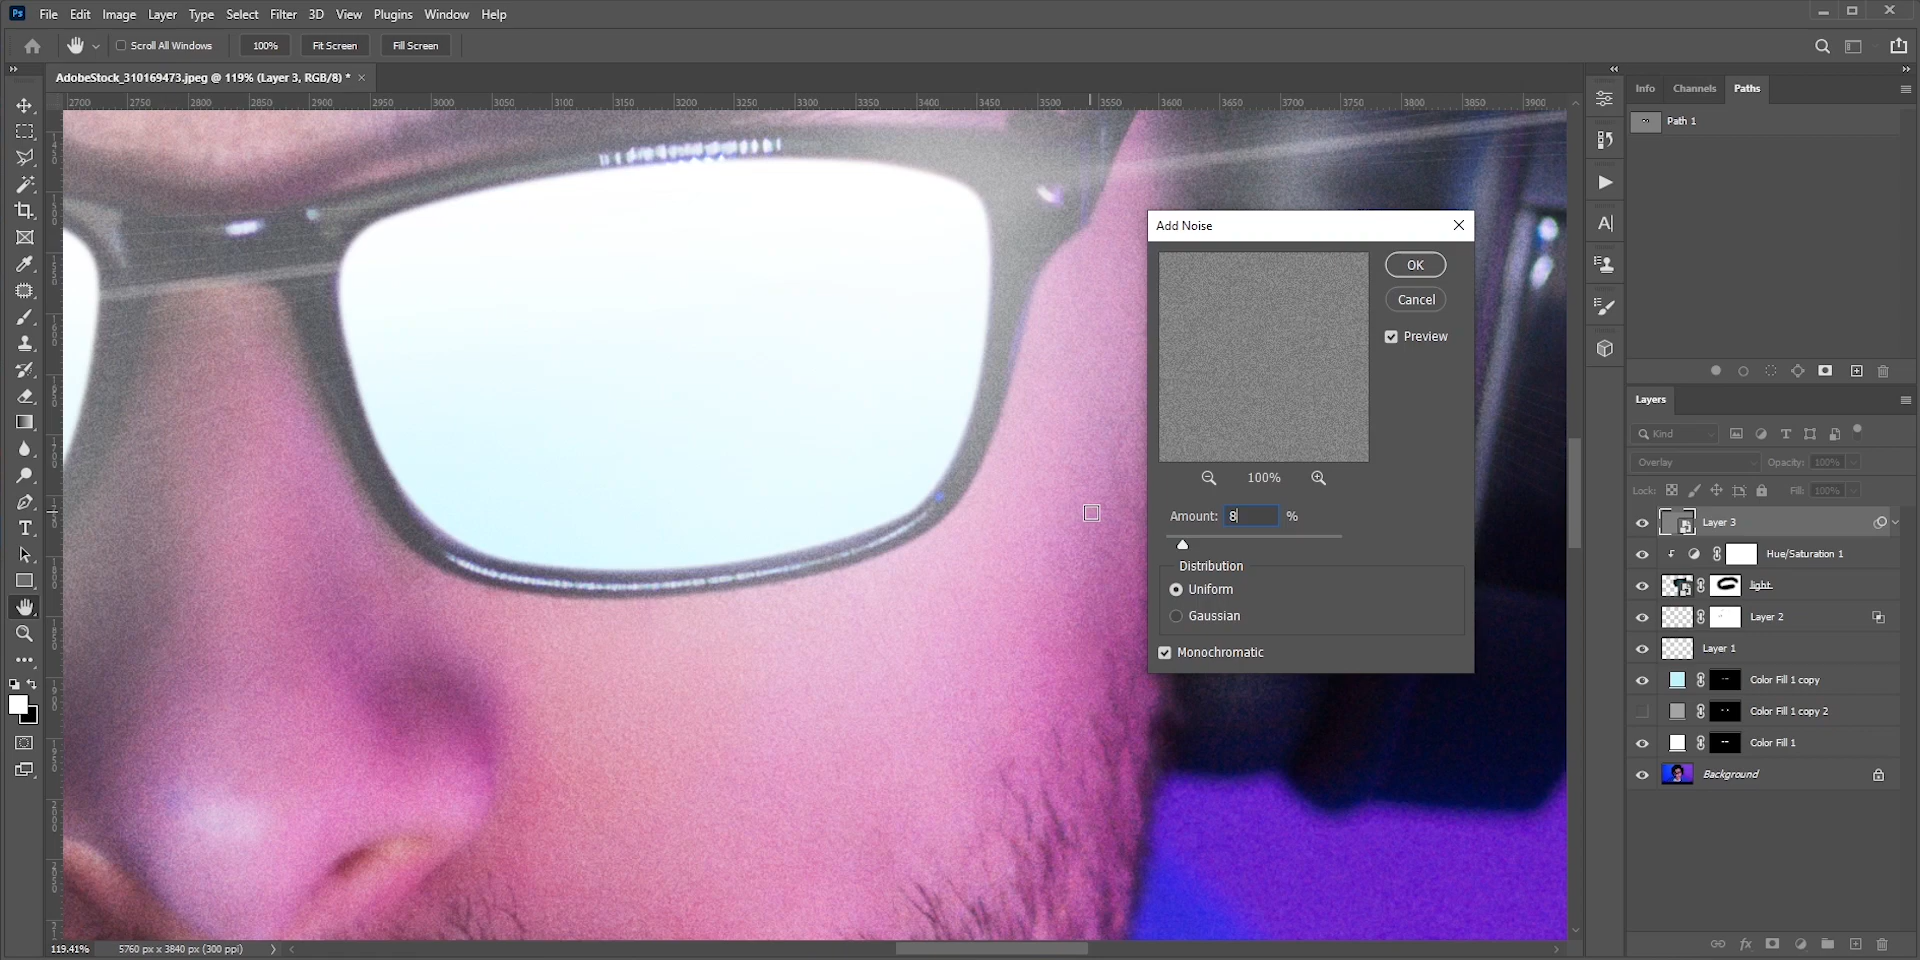 Ps File Edit Image Layer Type Select Filter 3D View Plugins Window Help
Scroll All Windows 100% Fit Screen Fill Screen
AdobeStock_310169473.jpeg @ 119% (Layer 3, RGB/8) *
2700 2750 2800 2850 2900 2950 3000 3050 3100 3150 3200 3250 3300 3350 3400 3450 3500 3550 3600 3650 3700 3750 3800 3850 3900
Info Channels Paths
Path 1
Add Noise
OK
Cancel
Preview
100%
Amount: 8 %
Distribution
Uniform
Gaussian
Monochromatic
Layers
Kind
Overlay Opacity: 100%
Lock: Fill: 100%
Layer 3
Hue/Saturation 1
light.
Layer 2
Layer 1
Color Fill 1 copy
Color Fill 1 copy 2
Color Fill 1
Background
119.41% 5760 px x 3840 px (300 ppi)